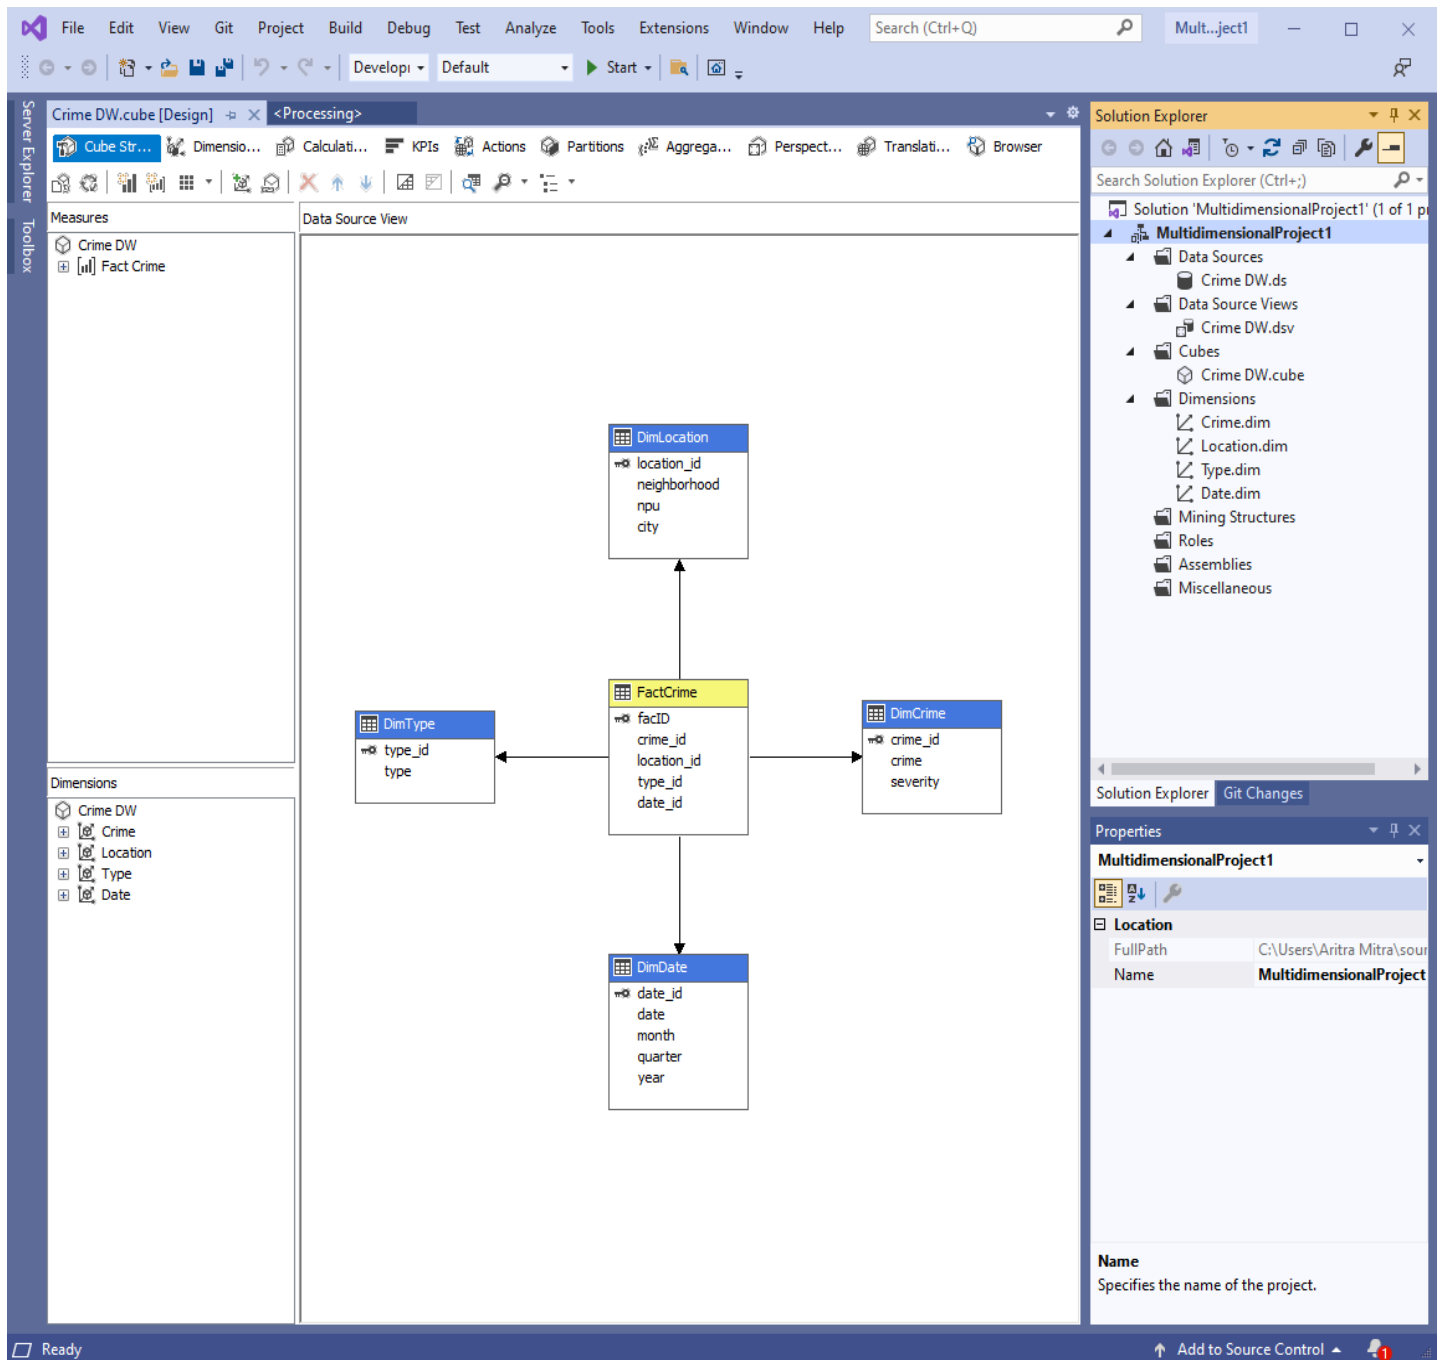 File Edit View Git Project Build Debug Test Analyze Tools Extensions Window Help Search (Ctrl+Q) Mult...ject1
Developi Default Start
Server Explorer
Toolbox
Crime DW.cube [Design] <Processing>
Cube Str... Dimensio... Calculati... KPIs Actions Partitions Aggrega... Perspect... Translati... Browser
Measures
Crime DW
Fact Crime
Dimensions
Crime DW
Crime
Location
Type
Date
Data Source View
DimLocation
location_id
neighborhood
npu
city
DimType
type_id
type
FactCrime
facID
crime_id
location_id
type_id
date_id
DimCrime
crime_id
crime
severity
DimDate
date_id
date
month
quarter
year
Solution Explorer
Search Solution Explorer (Ctrl+;)
Solution 'MultidimensionalProject1' (1 of 1 pr
MultidimensionalProject1
Data Sources
Crime DW.ds
Data Source Views
Crime DW.dsv
Cubes
Crime DW.cube
Dimensions
Crime.dim
Location.dim
Type.dim
Date.dim
Mining Structures
Roles
Assemblies
Miscellaneous
Solution Explorer Git Changes
Properties
MultidimensionalProject1
Location
FullPath C:\Users\Aritra Mitra\sour
Name MultidimensionalProject
Name
Specifies the name of the project.
Ready Add to Source Control 1